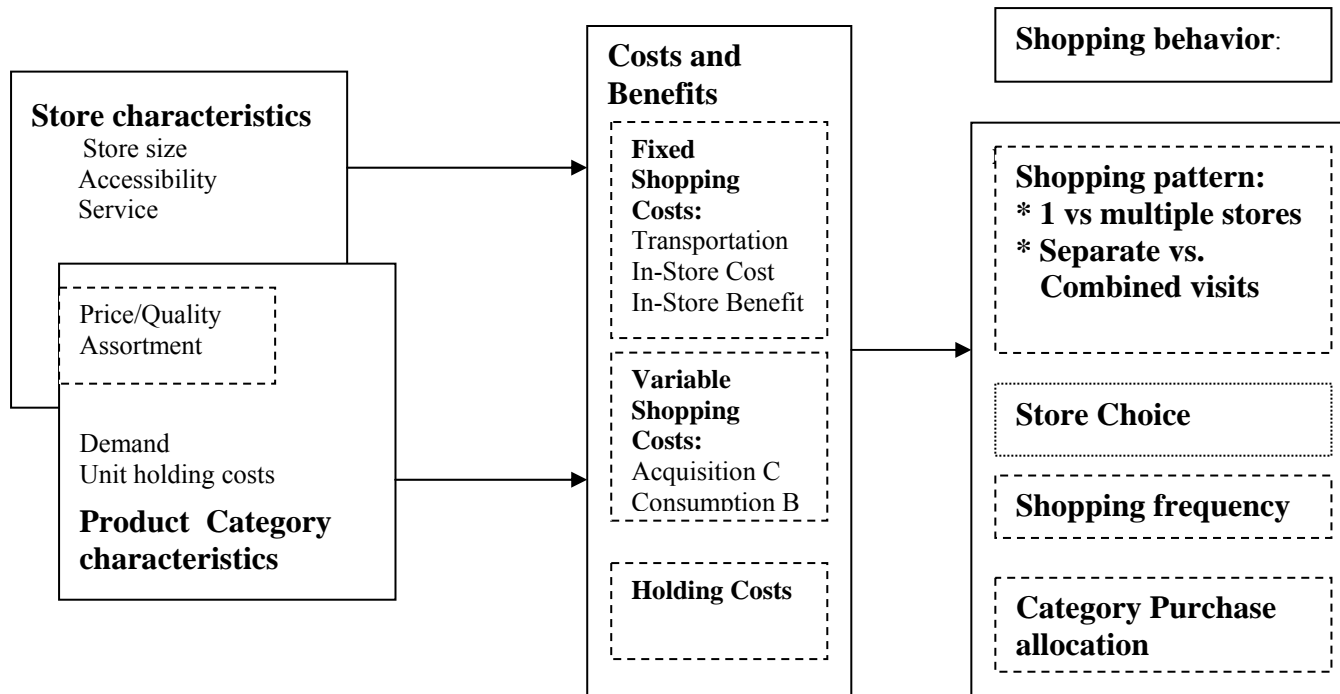 Store characteristics
Store size
Accessibility
Service
Price/Quality
Assortment
Demand
Unit holding costs
Product Category
characteristics
Costs and
Benefits
Fixed
Shopping
Costs:
Transportation
In-Store Cost
In-Store Benefit
Variable
Shopping
Costs:
Acquisition C
Consumption B
Holding Costs
Shopping behavior:
Shopping pattern:
* 1 vs multiple stores
* Separate vs.
Combined visits
Store Choice
Shopping frequency
Category Purchase
allocation